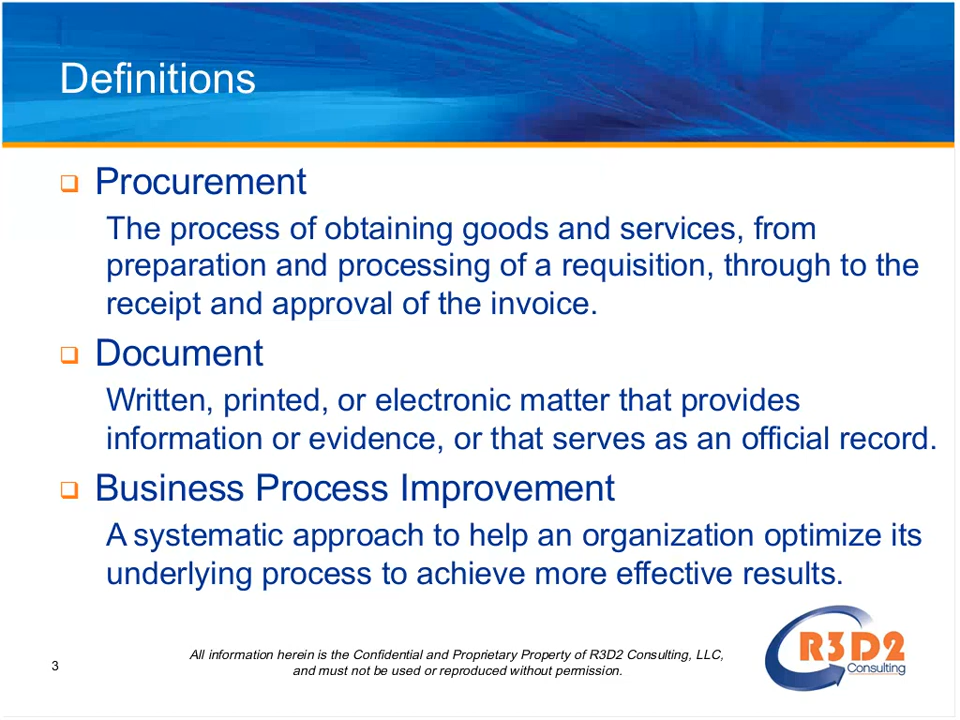 Definitions
Procurement
The process of obtaining goods and services, from
preparation and processing of a requisition, through to the
receipt and approval of the invoice.
Document
Written, printed, or electronic matter that provides
information or evidence, or that serves as an official record.
Business Process Improvement
A systematic approach to help an organization optimize its
underlying process to achieve more effective results.
3
All information herein is the Confidential and Proprietary Property of R3D2 Consulting, LLC,
and must not be used or reproduced without permission.
R3D2
Consulting